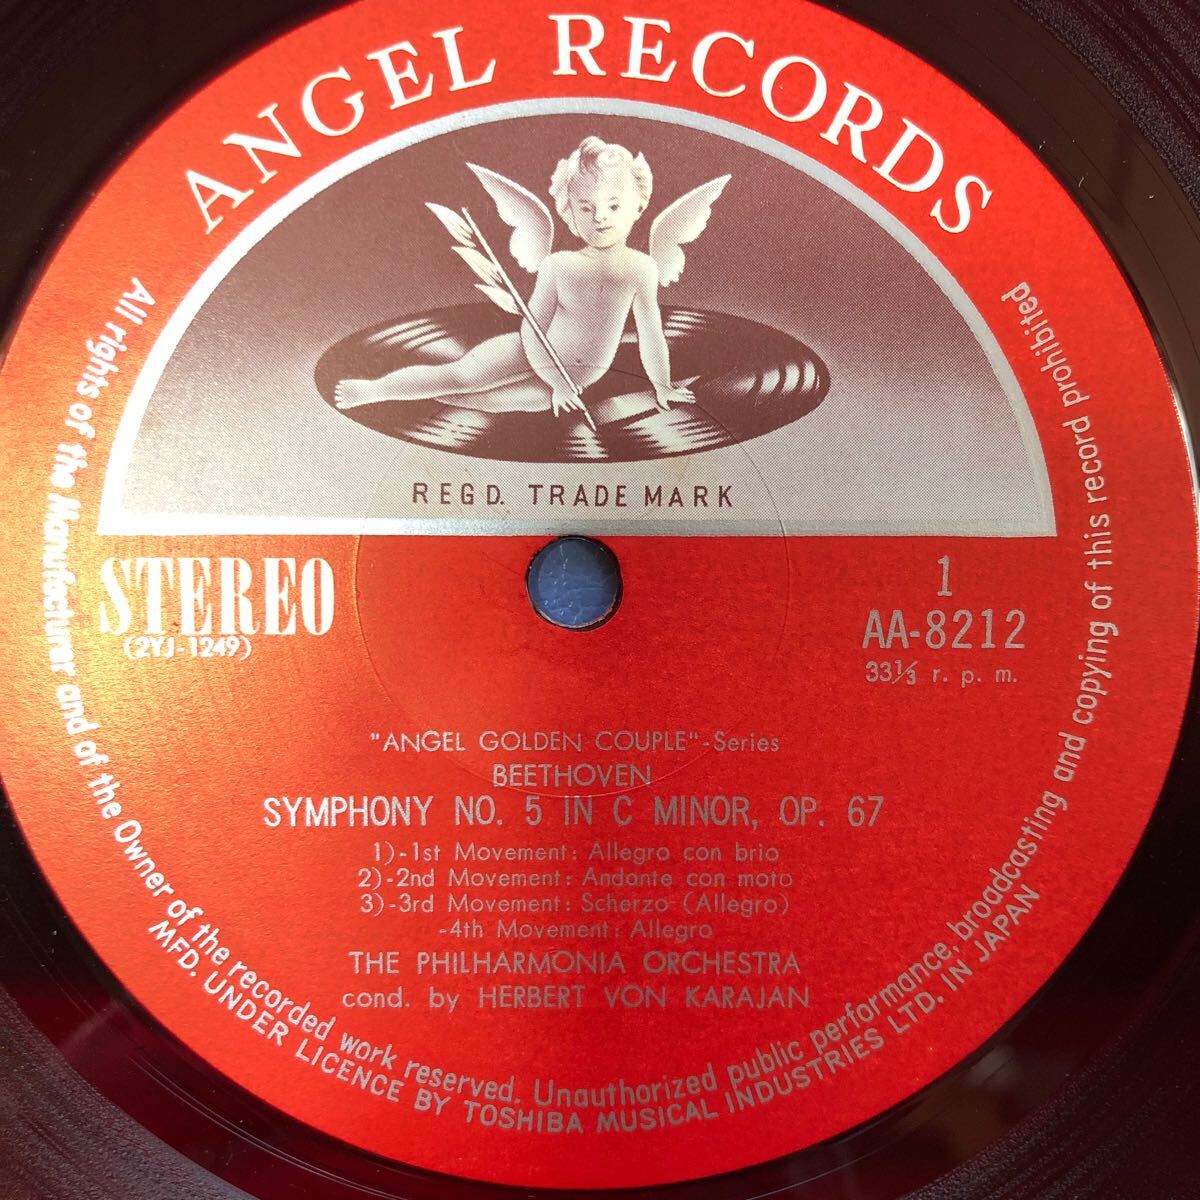 ANGEL RECORDS
REGD. TRADE MARK
STEREO
(2YJ-1249)
1
AA-8212
33⅓ r. p. m.
"ANGEL GOLDEN COUPLE"-Series
BEETHOVEN
SYMPHONY NO. 5 IN C MINOR, OP. 67
1)-1st Movement: Allegro con brio
2)-2nd Movement: Andante con moto
3)-3rd Movement: Scherzo (Allegro)
-4th Movement: Allegro
THE PHILHARMONIA ORCHESTRA
cond. by HERBERT VON KARAJAN
All rights of the Manufacturer and of the Owner of the recorded work reserved. Unauthorized public performance, broadcasting and copying of this record prohibited
MFD. UNDER LICENCE BY TOSHIBA MUSICAL INDUSTRIES LTD. IN JAPAN